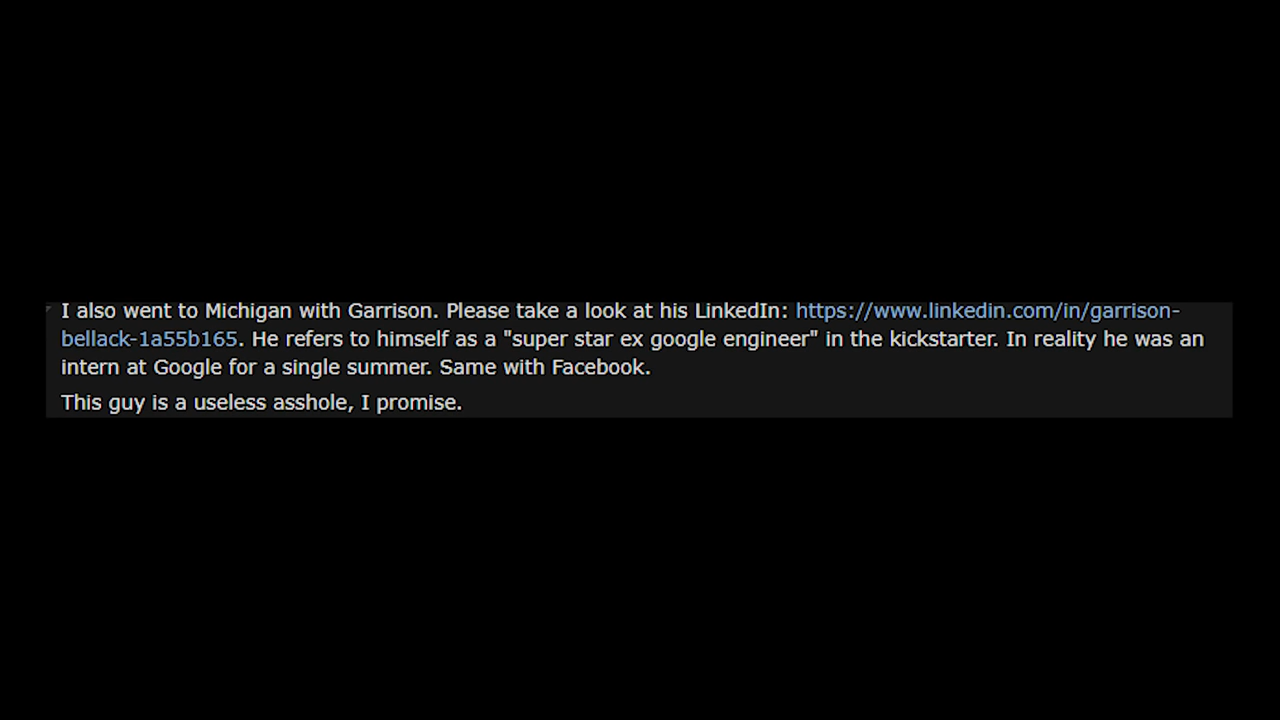 I also went to Michigan with Garrison. Please take a look at his LinkedIn: https://www.linkedin.com/in/garrison-
bellack-1a55b165. He refers to himself as a "super star ex google engineer" in the kickstarter. In reality he was an
intern at Google for a single summer. Same with Facebook.
This guy is a useless asshole, I promise.